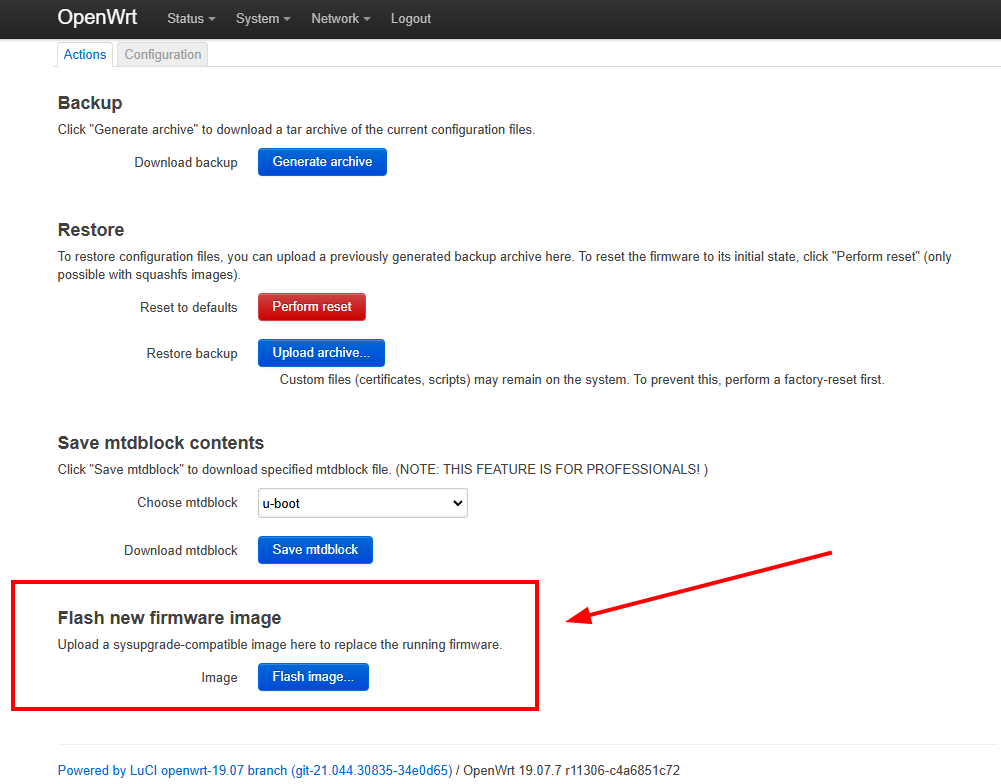 OpenWrt Status System Network Logout
Actions Configuration
Backup
Click "Generate archive" to download a tar archive of the current configuration files.
Download backup Generate archive
Restore
To restore configuration files, you can upload a previously generated backup archive here. To reset the firmware to its initial state, click "Perform reset" (only
possible with squashfs images).
Reset to defaults Perform reset
Restore backup Upload archive...
Custom files (certificates, scripts) may remain on the system. To prevent this, perform a factory-reset first.
Save mtdblock contents
Click "Save mtdblock" to download specified mtdblock file. (NOTE: THIS FEATURE IS FOR PROFESSIONALS! )
Choose mtdblock u-boot
Download mtdblock Save mtdblock
Flash new firmware image
Upload a sysupgrade-compatible image here to replace the running firmware.
Image Flash image...
Powered by LuCI openwrt-19.07 branch (git-21.044.30835-34e0d65) / OpenWrt 19.07.7 r11306-c4a6851c72